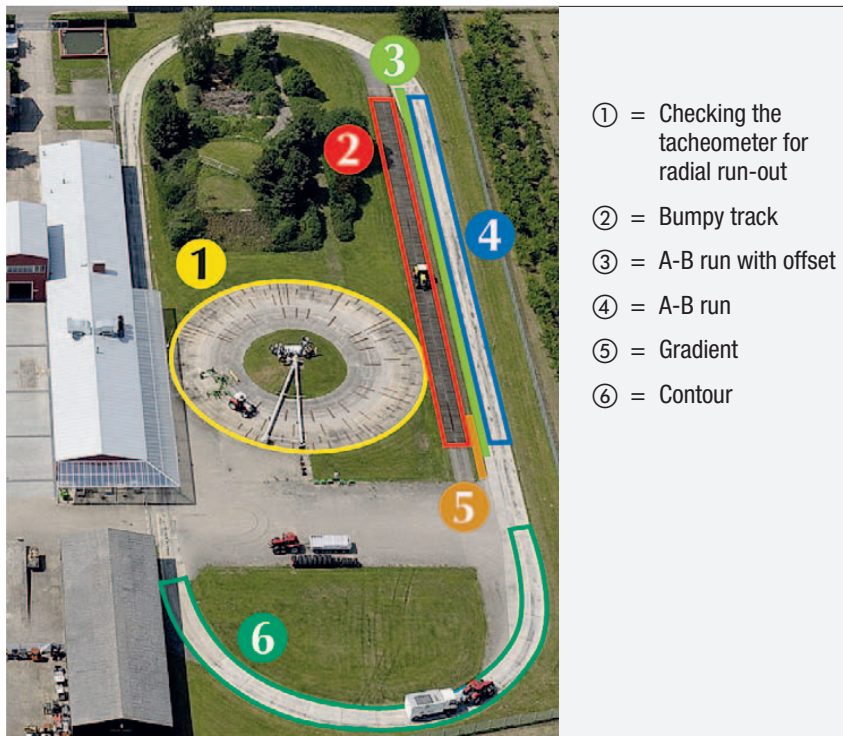 3
2
4
1
5
6
① = Checking the
tacheometer for
radial run-out
② = Bumpy track
③ = A-B run with offset
④ = A-B run
⑤ = Gradient
⑥ = Contour